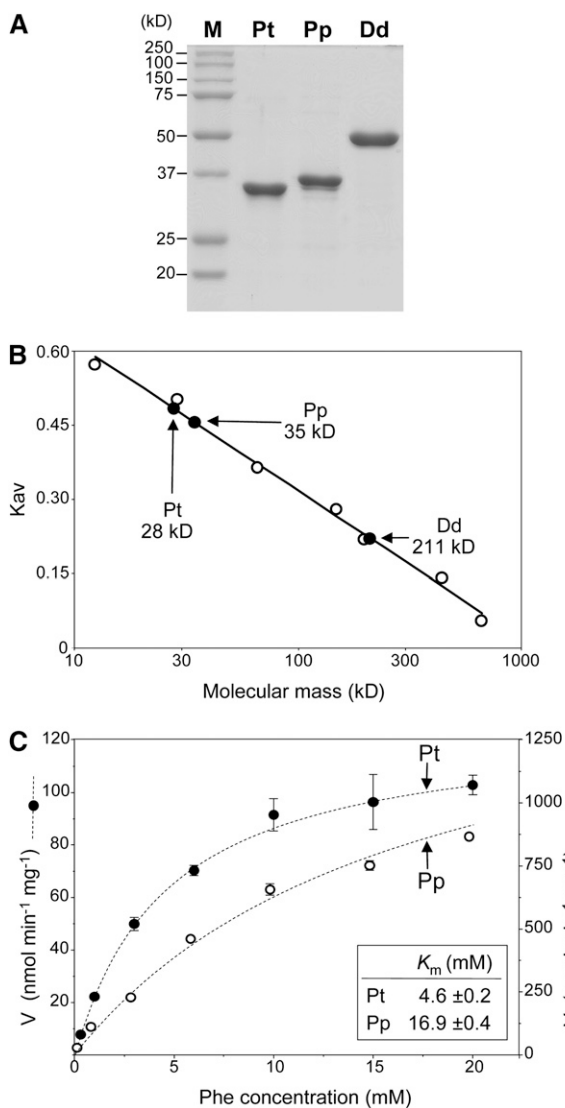 A
(kD) M Pt Pp Dd
250
100
150
75
50
37
25
20
B
0.60
0.45
0.30
0.15
0
Kav
Pp
35 kD
Pt
28 kD
Dd
211 kD
10 30 100 300 1000
Molecular mass (kD)
C
120
100
80
60
40
20
V (nmol min⁻¹ mg⁻¹)
1250
1000
750
500
250
0
Pt
Pp
Kₘ (mM)
Pt 4.6 ±0.2
Pp 16.9 ±0.4
0 5 10 15 20
Phe concentration (mM)